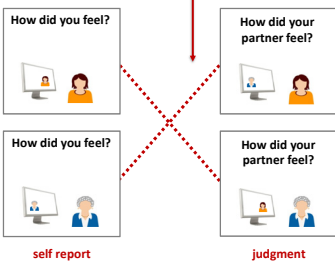 How did you feel?
How did your
partner feel?
How did you feel?
How did your
partner feel?
self report
judgment